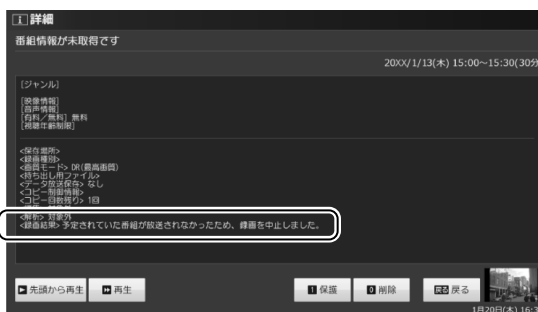 i 詳細
番組情報が未取得です
20XX/1/13(木) 15:00～15:30(30分
[ジャンル]
[映像情報]
[音声情報]
[有料／無料] 無料
[視聴年齢制限]
<保存場所>
<録画種別>
<画質モード> DR(最高画質)
<持ち出し用ファイル>
<データ放送保存> なし
<コピー制御情報>
<コピー回数残り> 1回
<解析> 対象外
<録画結果> 予定されていた番組が放送されなかったため、録画を中止しました。
先頭から再生 再生 1 保護 0 削除 戻る 戻る
1月20日(木) 16:3